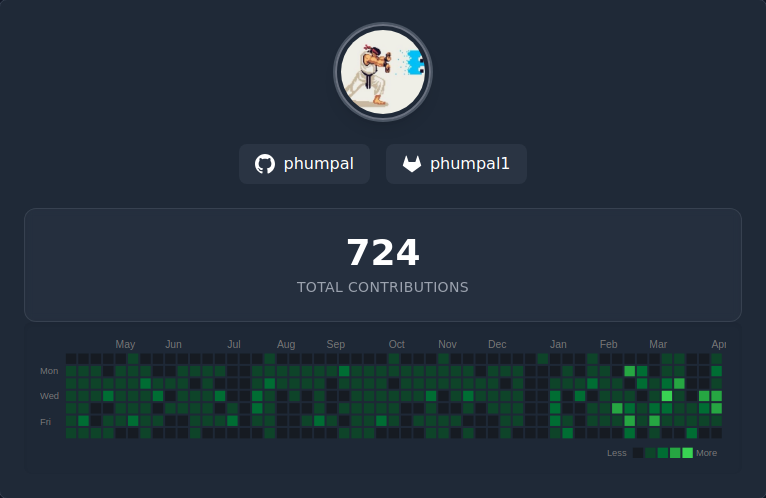 phumpal phumpal1
724
TOTAL CONTRIBUTIONS
May Jun Jul Aug Sep Oct Nov Dec Jan Feb Mar Apr
Mon
Wed
Fri
Less More